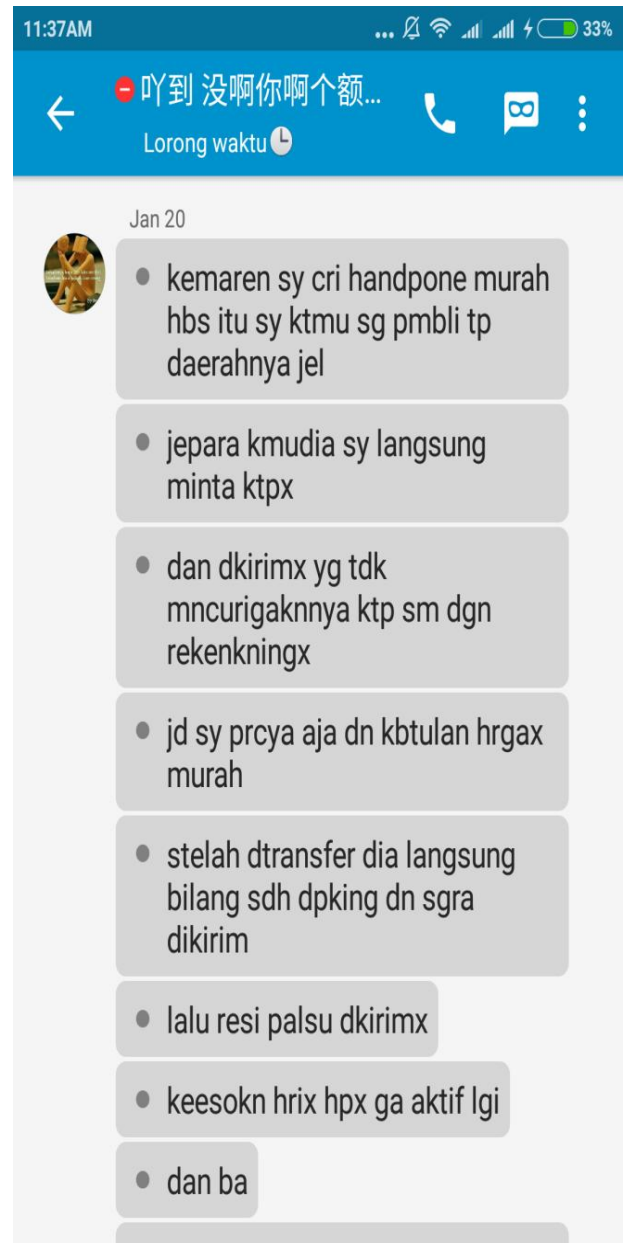 11:37AM
... 33%
吖到 没啊你啊个额...
Lorong waktu
Jan 20
kemaren sy cri handpone murah
hbs itu sy ktmu sg pmbli tp
daerahnya jel
jepara kmudia sy langsung
minta ktpx
dan dkirimx yg tdk
mncurigaknnya ktp sm dgn
rekenkningx
jd sy prcya aja dn kbtulan hrgax
murah
stelah dtransfer dia langsung
bilang sdh dpking dn sgra
dikirim
lalu resi palsu dkirimx
keesokn hrix hpx ga aktif lgi
dan ba